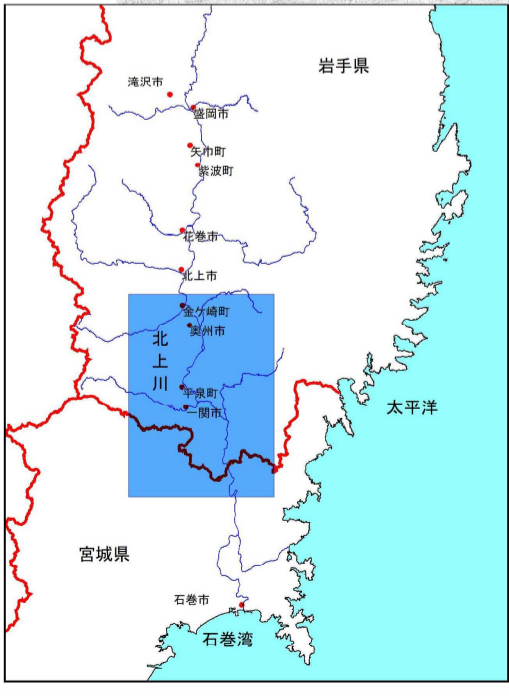 岩手県
滝沢市
盛岡市
矢巾町
紫波町
花巻市
北上市
金ケ崎町
奥州市
北上川
平泉町
一関市
太平洋
宮城県
石巻市
石巻湾